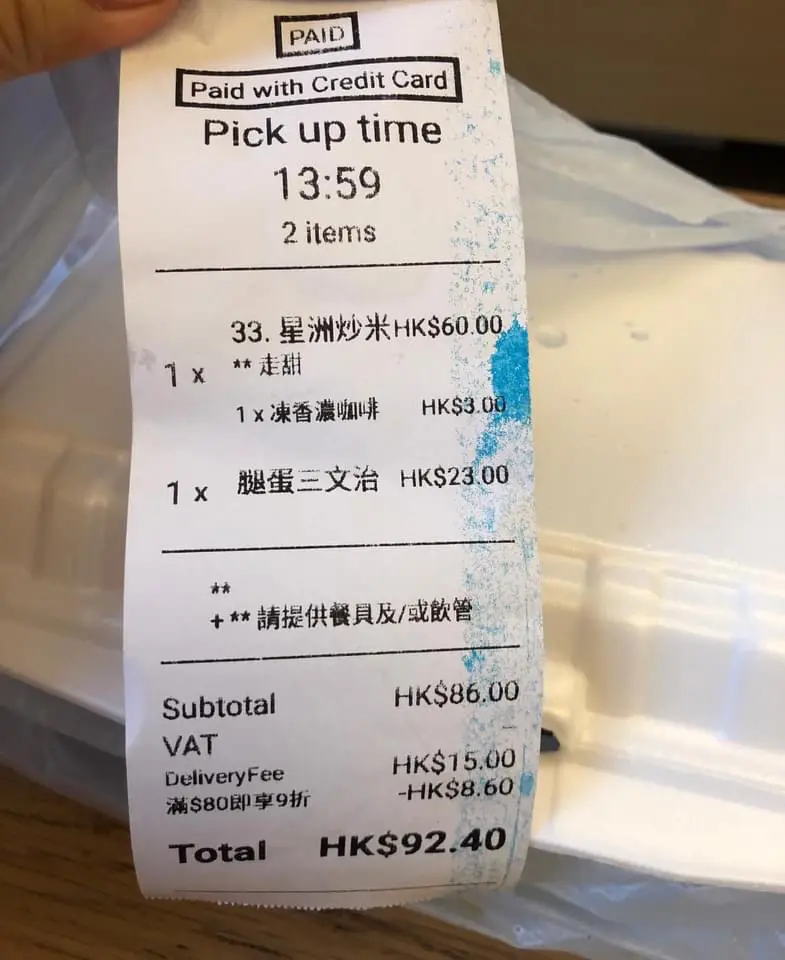 PAID
Paid with Credit Card
Pick up time
13:59
2 items
33. 星洲炒米 HK$60.00
1 x ** 走甜
1 x 凍香濃咖啡 HK$3.00
1 x 腿蛋三文治 HK$23.00
**
+ ** 請提供餐具及/或飲管
Subtotal HK$86.00
VAT -
DeliveryFee HK$15.00
滿$80即享9折 -HK$8.60
Total HK$92.40